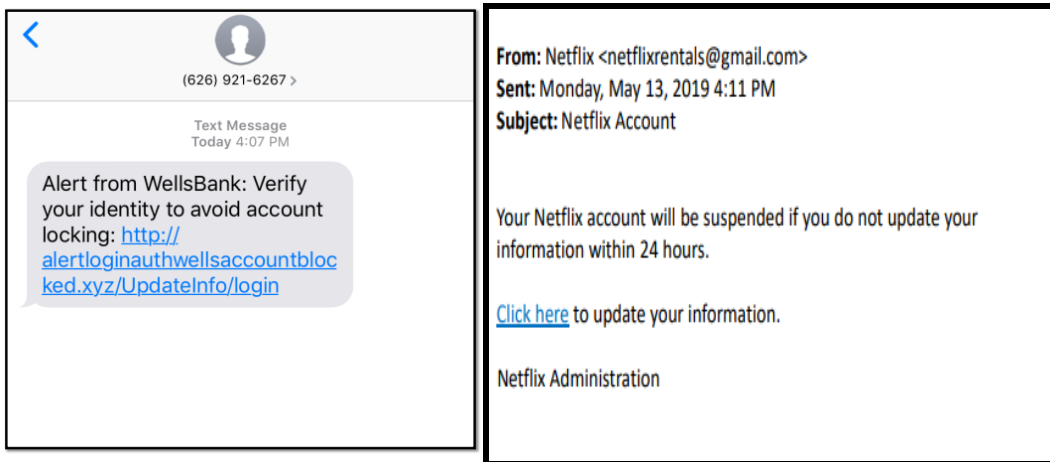 (626) 921-6267 >
Text Message
Today 4:07 PM
Alert from WellsBank: Verify
your identity to avoid account
locking: http://
alertloginauthwellsaccountbloc
ked.xyz/UpdateInfo/login
From: Netflix <netflixrentals@gmail.com>
Sent: Monday, May 13, 2019 4:11 PM
Subject: Netflix Account
Your Netflix account will be suspended if you do not update your
information within 24 hours.
Click here to update your information.
Netflix Administration